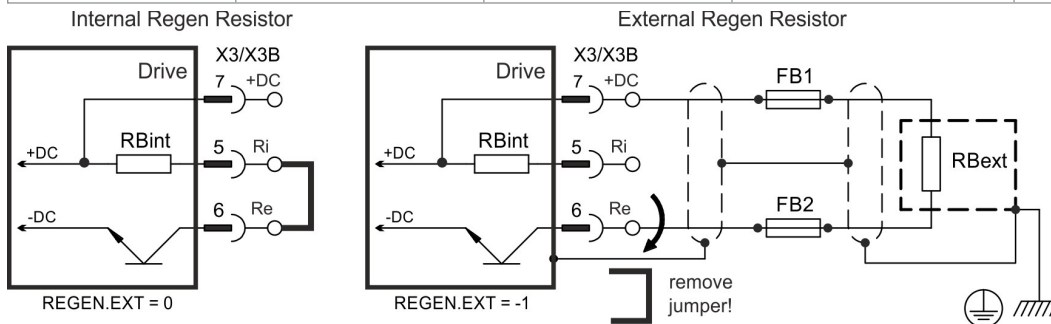 Internal Regen Resistor
External Regen Resistor
X3/X3B
Drive
7
+DC
RBint
5
Ri
+DC
6
Re
-DC
REGEN.EXT = 0
X3/X3B
Drive
7
+DC
FB1
RBint
5
Ri
+DC
RBext
6
Re
-DC
FB2
remove
jumper!
REGEN.EXT = -1